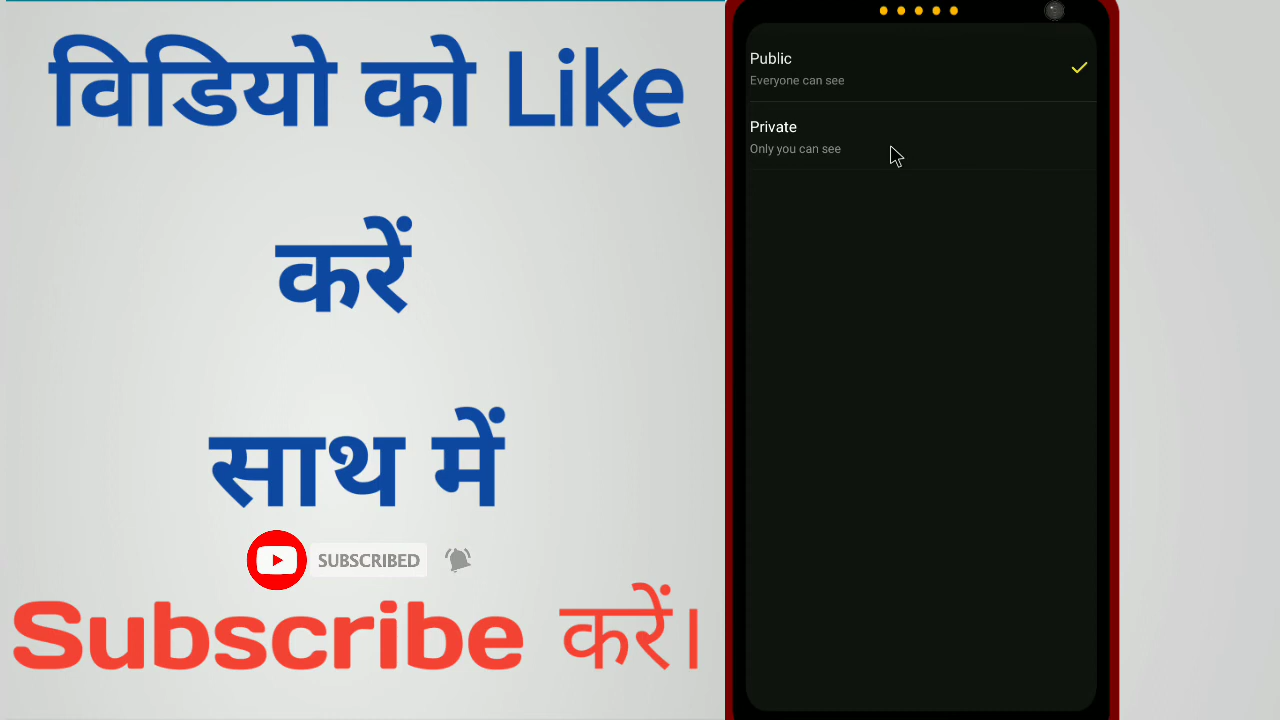 विडियो को Like
करें
साथ में
SUBSCRIBED
Subscribe करें।
Public
Everyone can see
Private
Only you can see